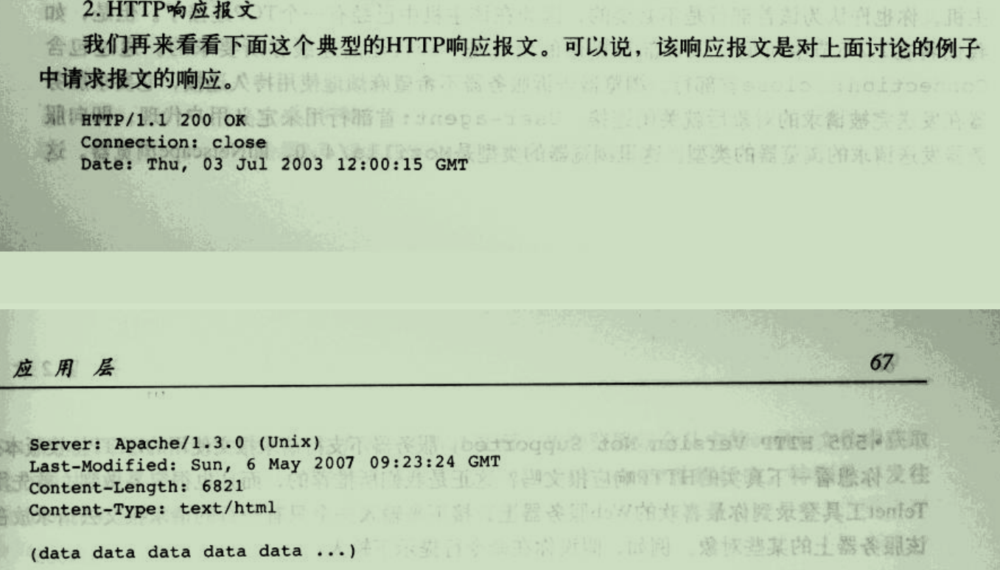 2. HTTP响应报文
我们再来看看下面这个典型的HTTP响应报文。可以说，该响应报文是对上面讨论的例子
中请求报文的响应。
HTTP/1.1 200 OK
Connection: close
Date: Thu, 03 Jul 2003 12:00:15 GMT
应用层 67
Server: Apache/1.3.0 (Unix)
Last-Modified: Sun, 6 May 2007 09:23:24 GMT
Content-Length: 6821
Content-Type: text/html
(data data data data data ...)